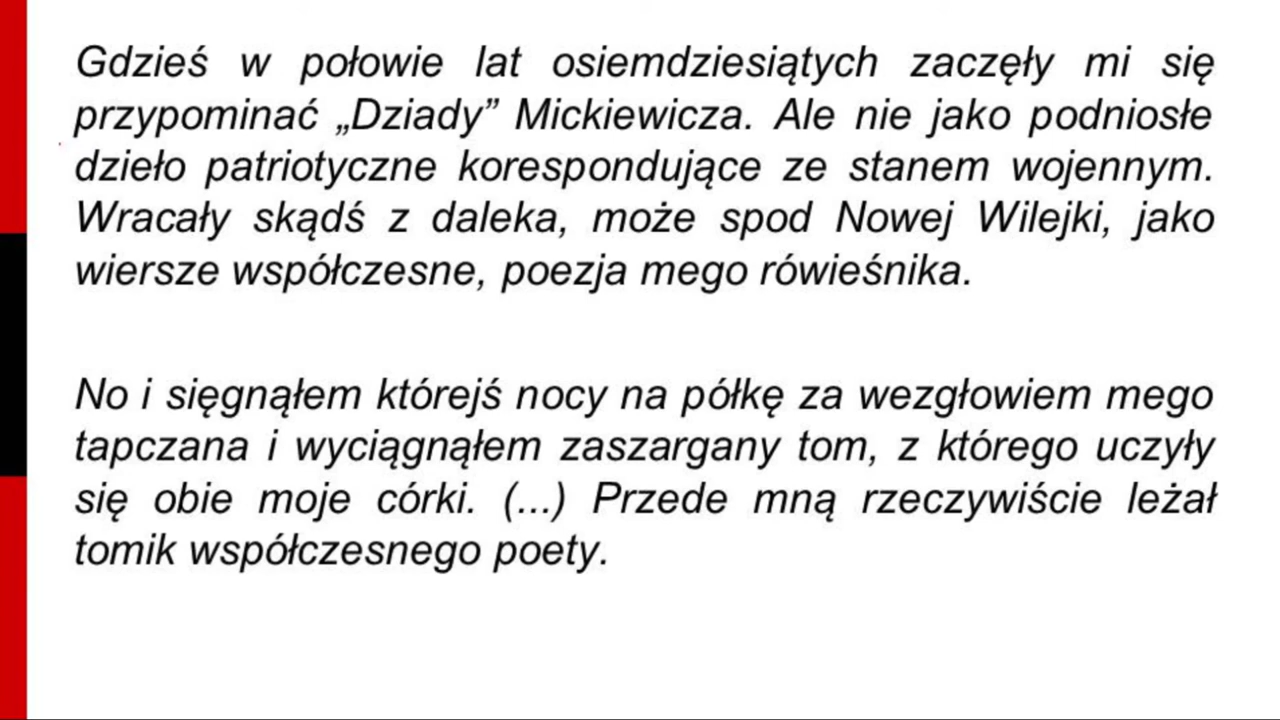 Gdzieś w połowie lat osiemdziesiątych zaczęły mi się
przypominać „Dziady” Mickiewicza. Ale nie jako podniosłe
dzieło patriotyczne korespondujące ze stanem wojennym.
Wracały skądś z daleka, może spod Nowej Wilejki, jako
wiersze współczesne, poezja mego rówieśnika.
No i sięgnąłem którejś nocy na półkę za wezgłowiem mego
tapczana i wyciągnąłem zaszargany tom, z którego uczyły
się obie moje córki. (...) Przede mną rzeczywiście leżał
tomik współczesnego poety.